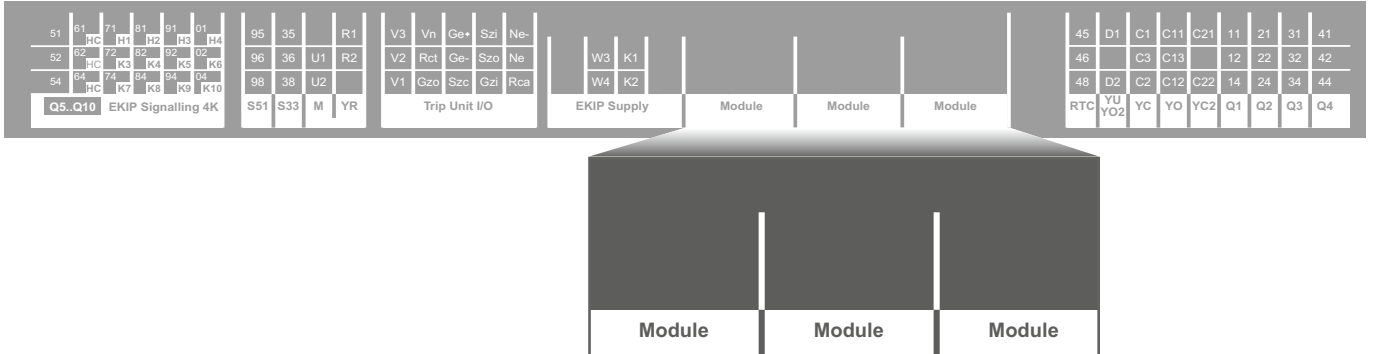 51 61 HC 71 H1 81 H2 91 H3 01 H4 95 35 R1 V3 Vn Ge+ Szi Ne- 45 D1 C1 C11 C21 11 21 31 41
52 62 HC 72 K3 82 K4 92 K5 02 K6 96 36 U1 R2 V2 Rct Ge- Szo Ne W3 K1 46 C3 C13 12 22 32 42
54 64 HC 74 K7 84 K8 94 K9 04 K10 98 38 U2 V1 Gzo Szc Gzi Rca W4 K2 48 D2 C2 C12 C22 14 24 34 44
Q5..Q10 EKIP Signalling 4K S51 S33 M YR Trip Unit I/O EKIP Supply Module Module Module RTC YU YO2 YC YO YC2 Q1 Q2 Q3 Q4
Module Module Module